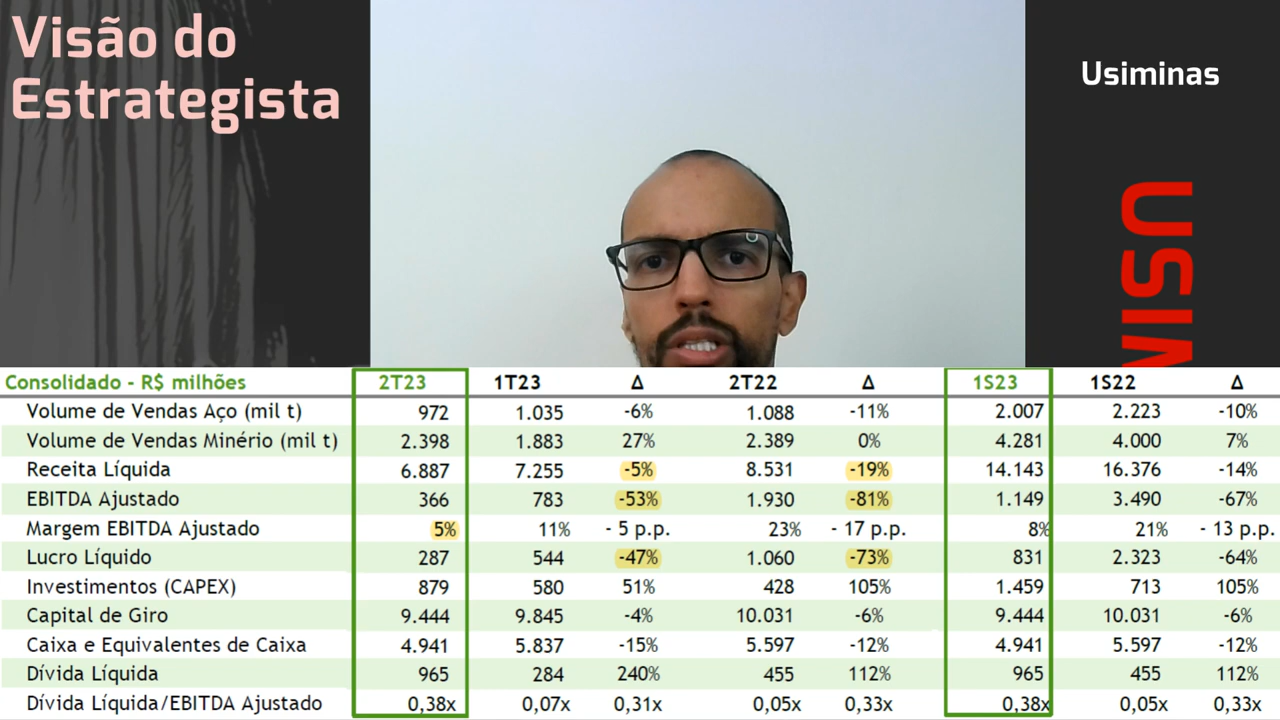 Visão do
Estrategista
Usiminas
USIM
Consolidado - R$ milhões 2T23 1T23 Δ 2T22 Δ 1S23 1S22 Δ
Volume de Vendas Aço (mil t) 972 1.035 -6% 1.088 -11% 2.007 2.223 -10%
Volume de Vendas Minério (mil t) 2.398 1.883 27% 2.389 0% 4.281 4.000 7%
Receita Líquida 6.887 7.255 -5% 8.531 -19% 14.143 16.376 -14%
EBITDA Ajustado 366 783 -53% 1.930 -81% 1.149 3.490 -67%
Margem EBITDA Ajustado 5% 11% - 5 p.p. 23% - 17 p.p. 8% 21% - 13 p.p.
Lucro Líquido 287 544 -47% 1.060 -73% 831 2.323 -64%
Investimentos (CAPEX) 879 580 51% 428 105% 1.459 713 105%
Capital de Giro 9.444 9.845 -4% 10.031 -6% 9.444 10.031 -6%
Caixa e Equivalentes de Caixa 4.941 5.837 -15% 5.597 -12% 4.941 5.597 -12%
Dívida Líquida 965 284 240% 455 112% 965 455 112%
Dívida Líquida/EBITDA Ajustado 0,38x 0,07x 0,31x 0,05x 0,33x 0,38x 0,05x 0,33x